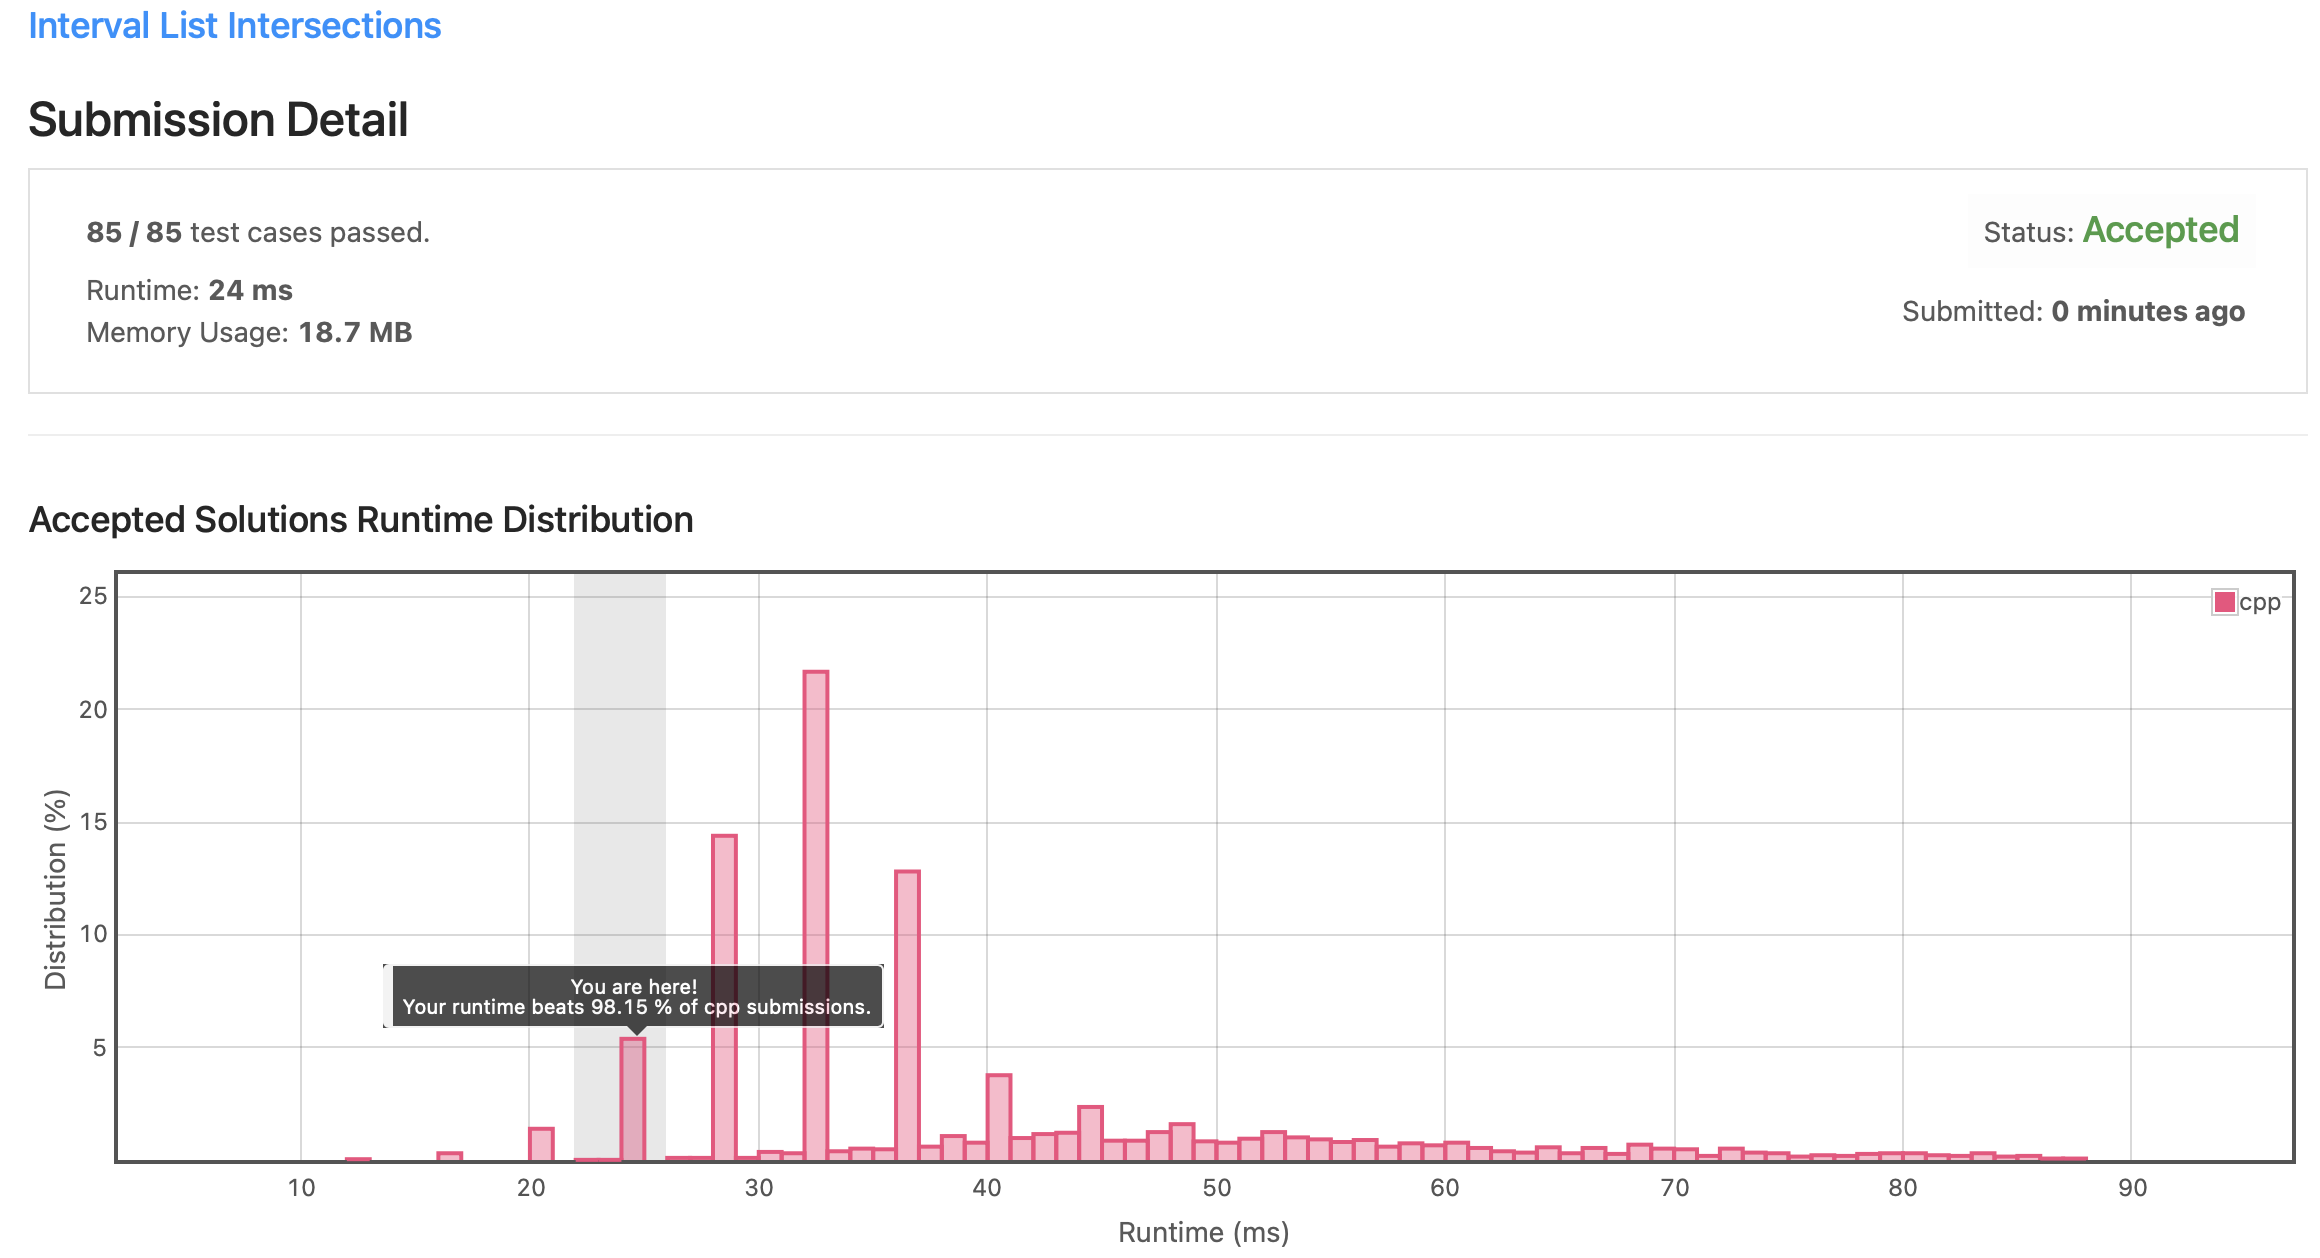 Interval List Intersections
Submission Detail
85 / 85 test cases passed.
Status: Accepted
Runtime: 24 ms
Submitted: 0 minutes ago
Memory Usage: 18.7 MB
Accepted Solutions Runtime Distribution
25
cpp
20
15
10
5
Distribution (%)
You are here!
Your runtime beats 98.15 % of cpp submissions.
10 20 30 40 50 60 70 80 90
Runtime (ms)